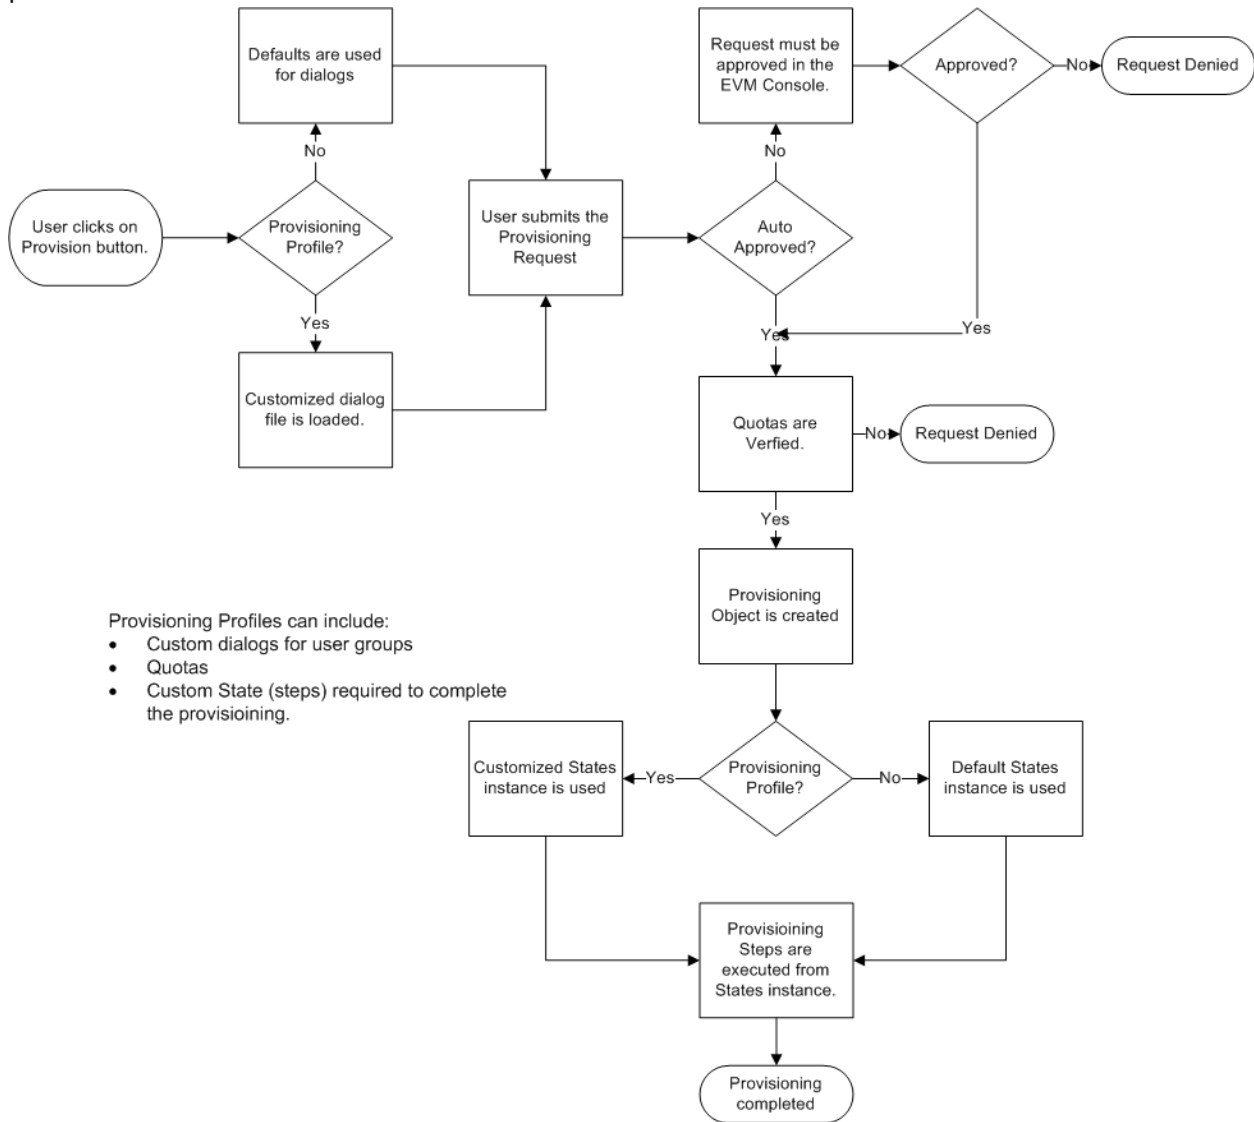 Defaults are used
for dialogs
Request must be
approved in the
EVM Console.
Approved?
No
Request Denied
No
No
User clicks on
Provision button.
Provisioning
Profile?
User submits the
Provisioning
Request
Auto
Approved?
Yes
Yes
Yes
Customized dialog
file is loaded.
Quotas are
Verfied.
No
Request Denied
Yes
Provisioning
Object is created
Provisioning Profiles can include:
• Custom dialogs for user groups
• Quotas
• Custom State (steps) required to complete
the provisioining.
Customized States
instance is used
Yes
Provisioning
Profile?
No
Default States
instance is used
Provisioining
Steps are
executed from
States instance.
Provisioning
completed